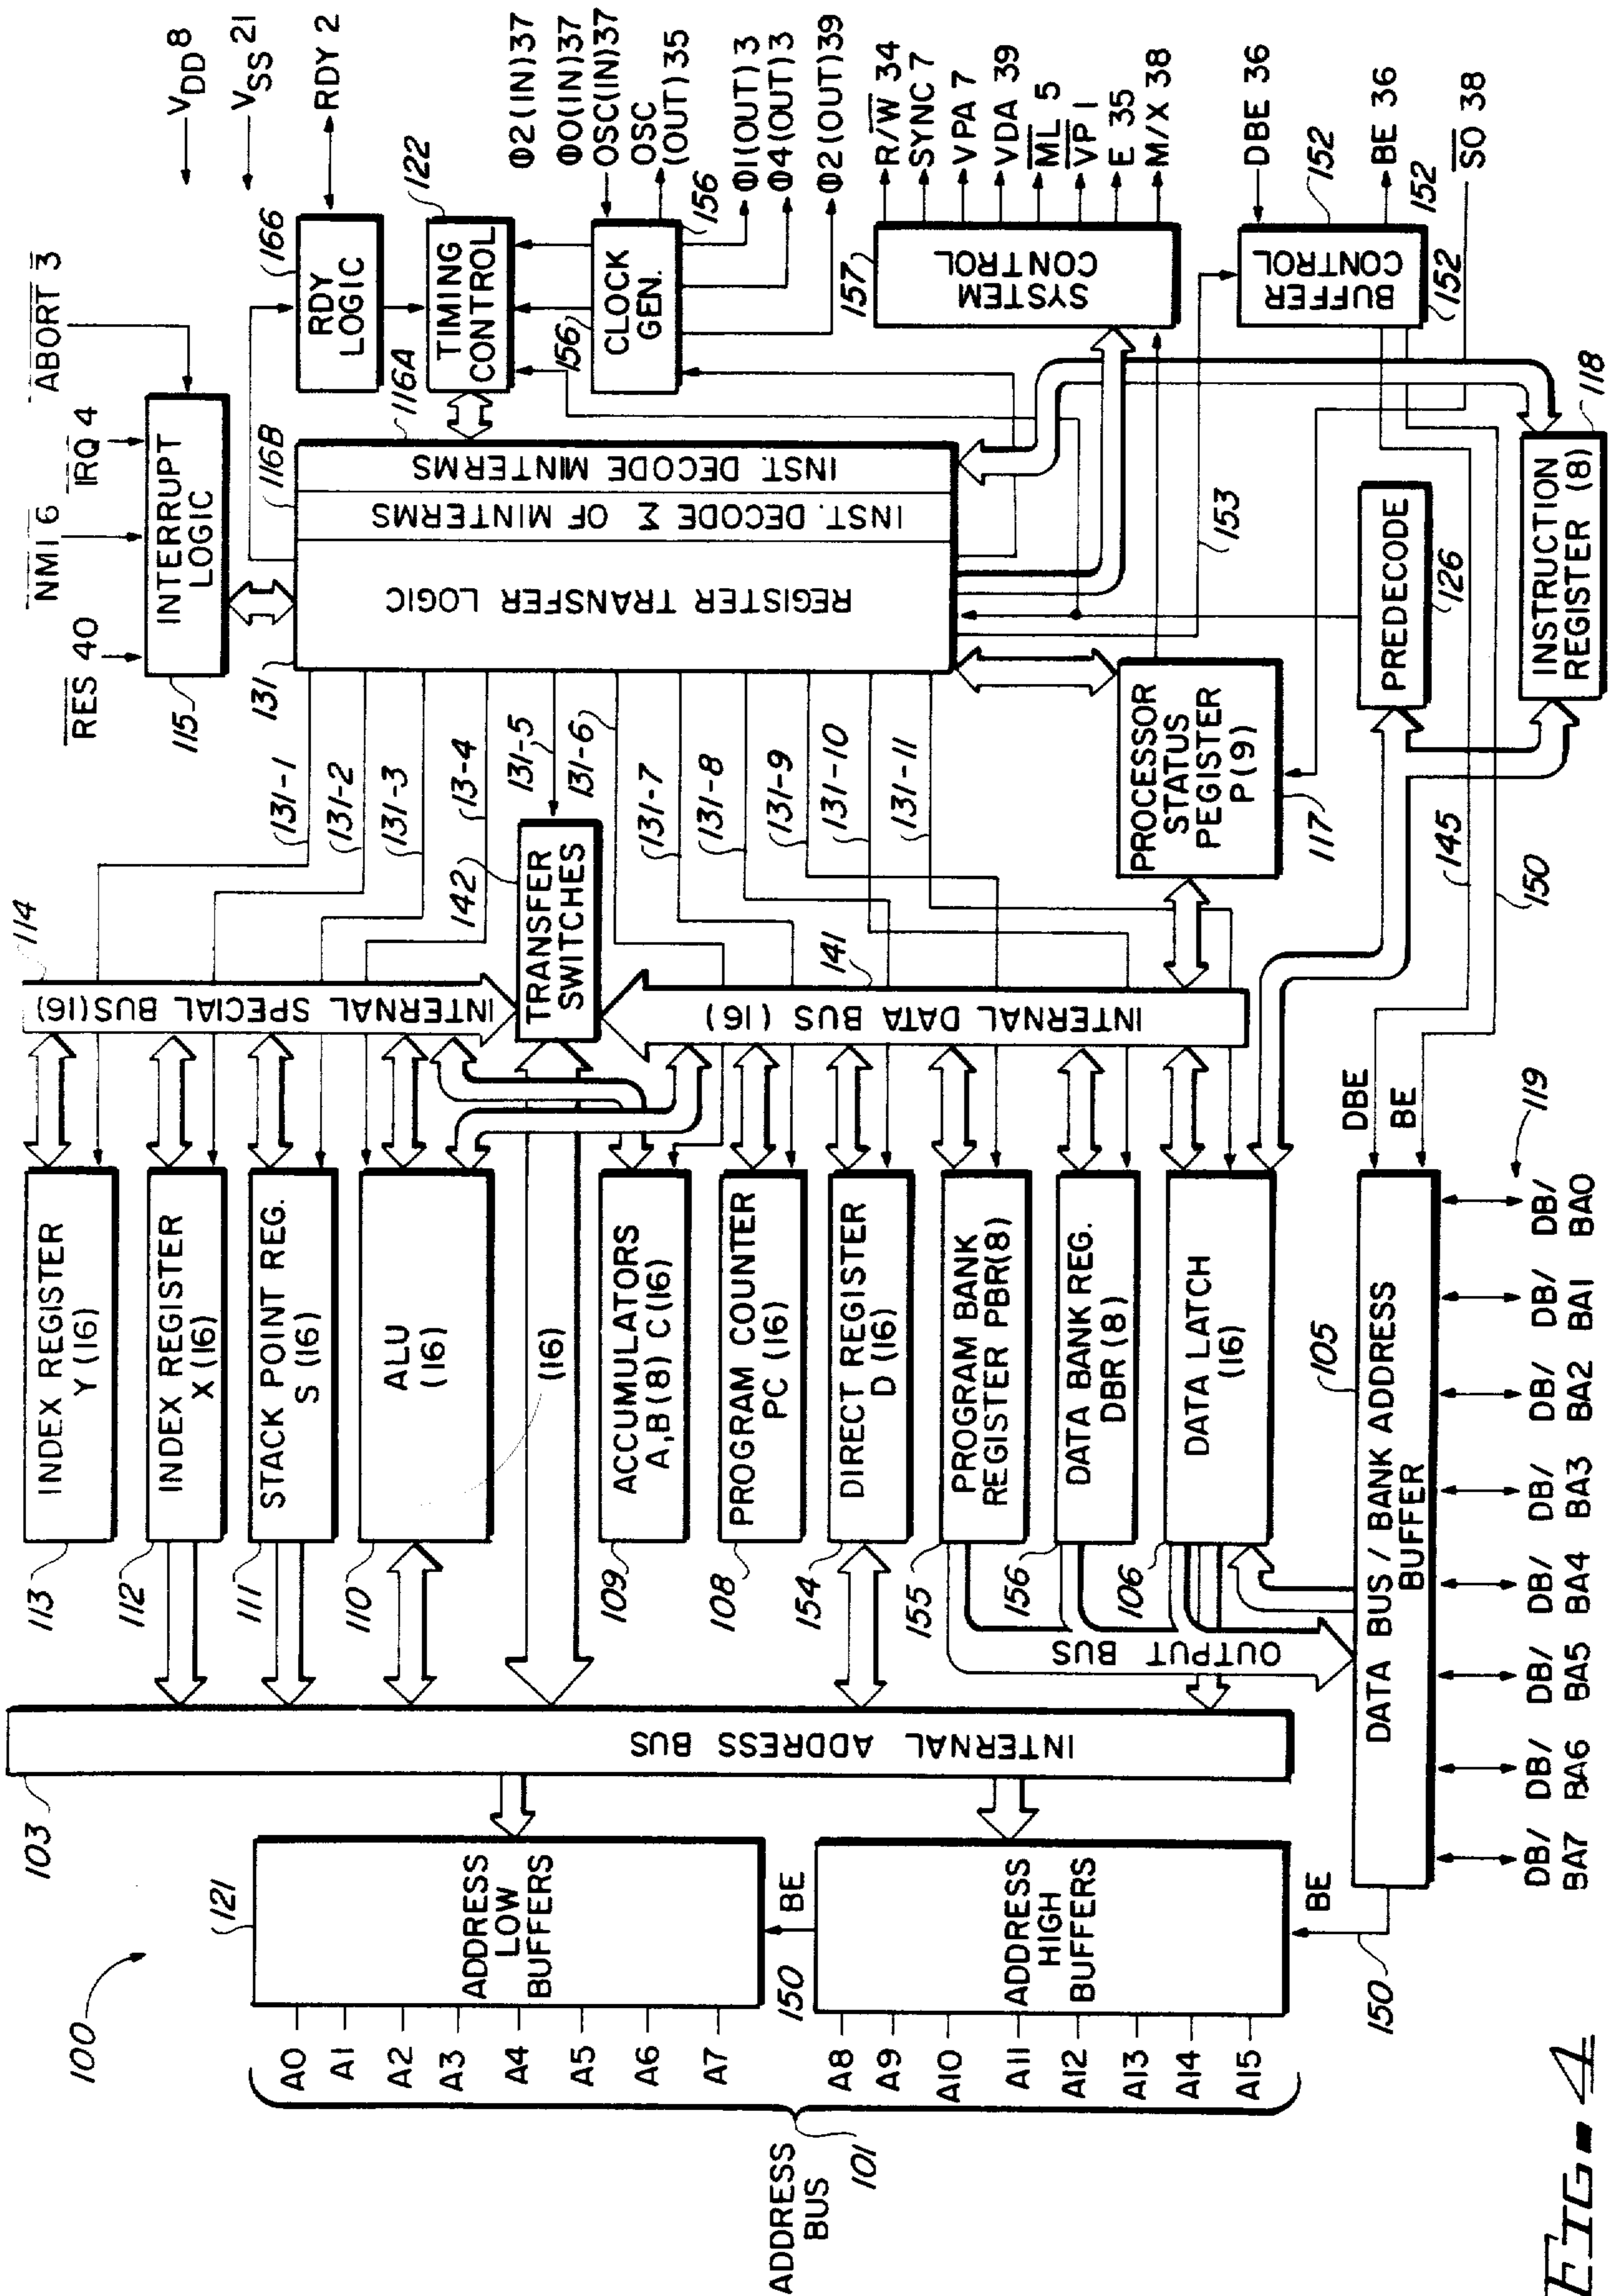 100
ADDRESS
BUS
101
A0
A1
A2
A3
A4
A5
A6
A7
A8
A9
A10
A11
A12
A13
A14
A15
121
ADDRESS
LOW
BUFFERS
BE
150
ADDRESS
HIGH
BUFFERS
BE
150
103
INTERNAL ADDRESS BUS
113
INDEX REGISTER
Y (16)
112
INDEX REGISTER
X (16)
111
STACK POINT REG.
S (16)
110
ALU
(16)
(16)
109
ACCUMULATORS
A,B (8) C (16)
108
PROGRAM COUNTER
PC (16)
154
DIRECT REGISTER
D (16)
155
PROGRAM BANK
REGISTER PBR(8)
156
DATA BANK REG.
DBR (8)
106
DATA LATCH
(16)
OUTPUT BUS
105
DATA BUS / BANK ADDRESS
BUFFER
DBE
BE
119
DB/
BA7
DB/
BA6
DB/
BA5
DB/
BA4
DB/
BA3
DB/
BA2
DB/
BA1
DB/
BA0
114
INTERNAL SPECIAL BUS(16)
142
TRANSFER
SWITCHES
141
INTERNAL DATA BUS (16)
131-1
131-2
131-3
13-4
131-5
131-6
131-7
131-8
131-9
131-10
131-11
RES 40
NMI 6
IRQ 4
ABORT 3
115
INTERRUPT
LOGIC
131
REGISTER TRANSFER LOGIC
116B
INST. DECODE Σ OF MINTERMS
116A
INST. DECODE MINTERMS
PROCESSOR
STATUS
PEGISTER
P(9)
117
PREDECODE
126
INSTRUCTION
REGISTER (8)
118
145
150
153
VDD 8
VSS 21
RDY 2
166
RDY
LOGIC
122
TIMING
CONTROL
156
CLOCK
GEN.
156
Φ2(IN)37
Φ0(IN)37
OSC(IN)37
OSC
(OUT) 35
Φ1(OUT) 3
Φ4(OUT) 3
Φ2(OUT)39
157
SYSTEM
CONTROL
R/W 34
SYNC 7
VPA 7
VDA 39
ML 5
VP 1
E 35
M/X 38
BUFFER
CONTROL
152
152
152
DBE 36
BE 36
SO 38
FIG-4